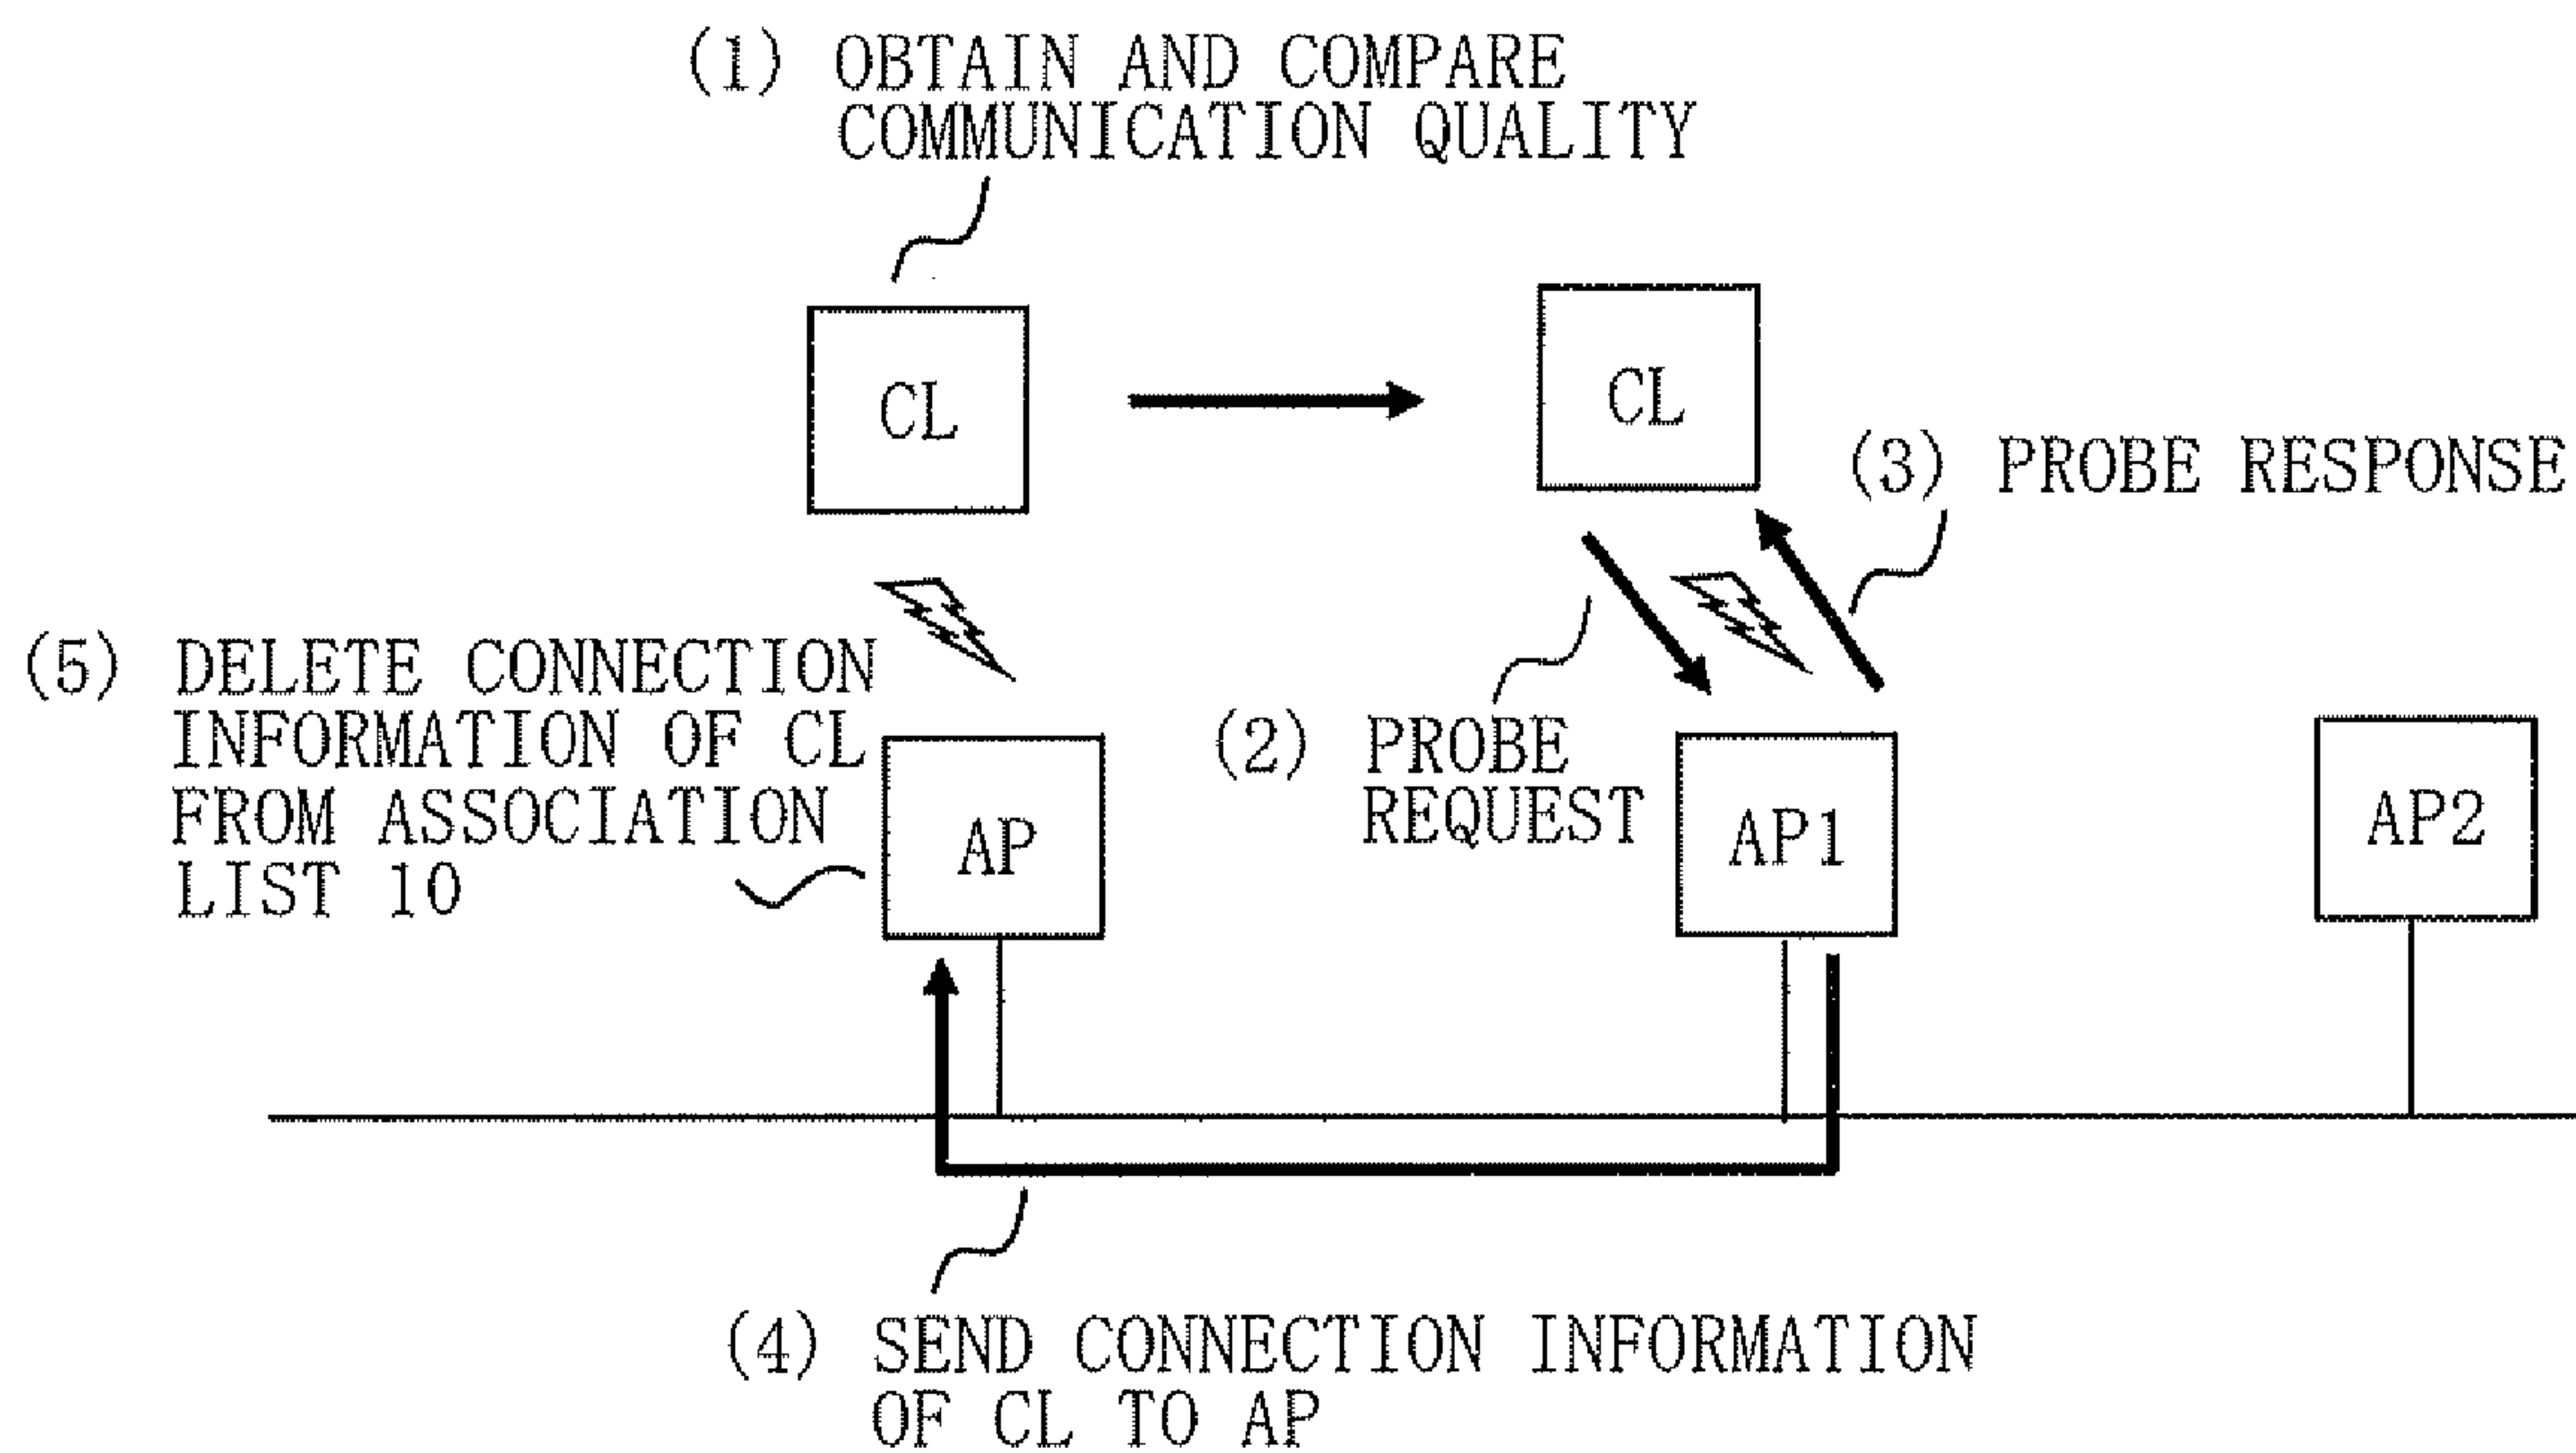 (1) OBTAIN AND COMPARE
COMMUNICATION QUALITY
CL
CL
(3) PROBE RESPONSE
(5) DELETE CONNECTION
INFORMATION OF CL
FROM ASSOCIATION
LIST 10
(2) PROBE
REQUEST
AP
AP1
AP2
(4) SEND CONNECTION INFORMATION
OF CL TO AP